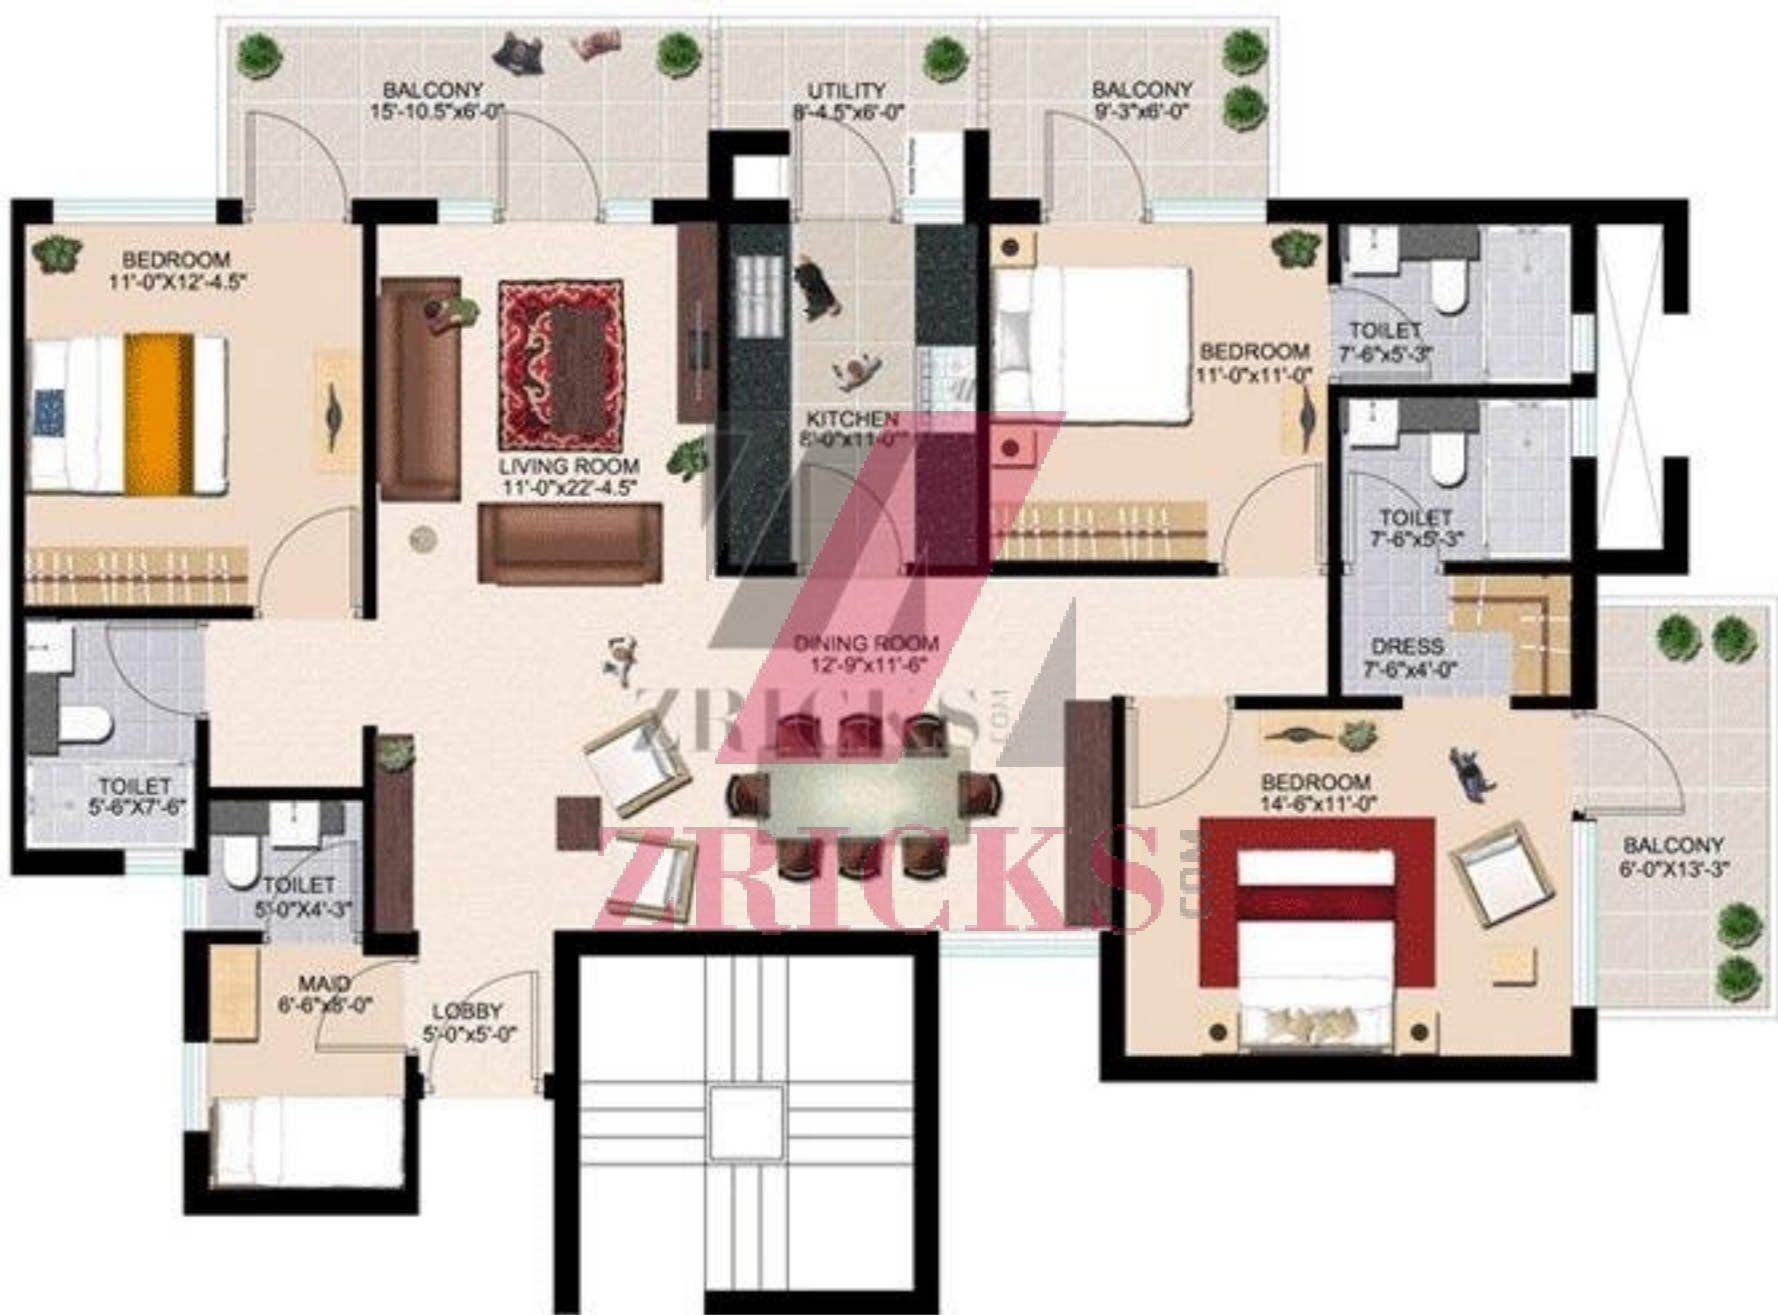 BALCONY
15'-10.5"x6'-0"
UTILITY
8'-4.5"x6'-0"
BALCONY
9'-3"x6'-0"
BEDROOM
11'-0"X12'-4.5"
LIVING ROOM
11'-0"x22'-4.5"
KITCHEN
8'-0"x11'-0"
BEDROOM
11'-0"x11'-0"
TOILET
7'-6"x5'-3"
TOILET
7'-6"x5'-3"
DINING ROOM
12'-9"x11'-6"
DRESS
7'-6"x4'-0"
ZRICKS.COM
TOILET
5'-6"X7'-6"
BEDROOM
14'-6"x11'-0"
BALCONY
6'-0"X13'-3"
ZRICKS.COM
TOILET
5'-0"X4'-3"
MAID
6'-6"x8'-0"
LOBBY
5'-0"x5'-0"